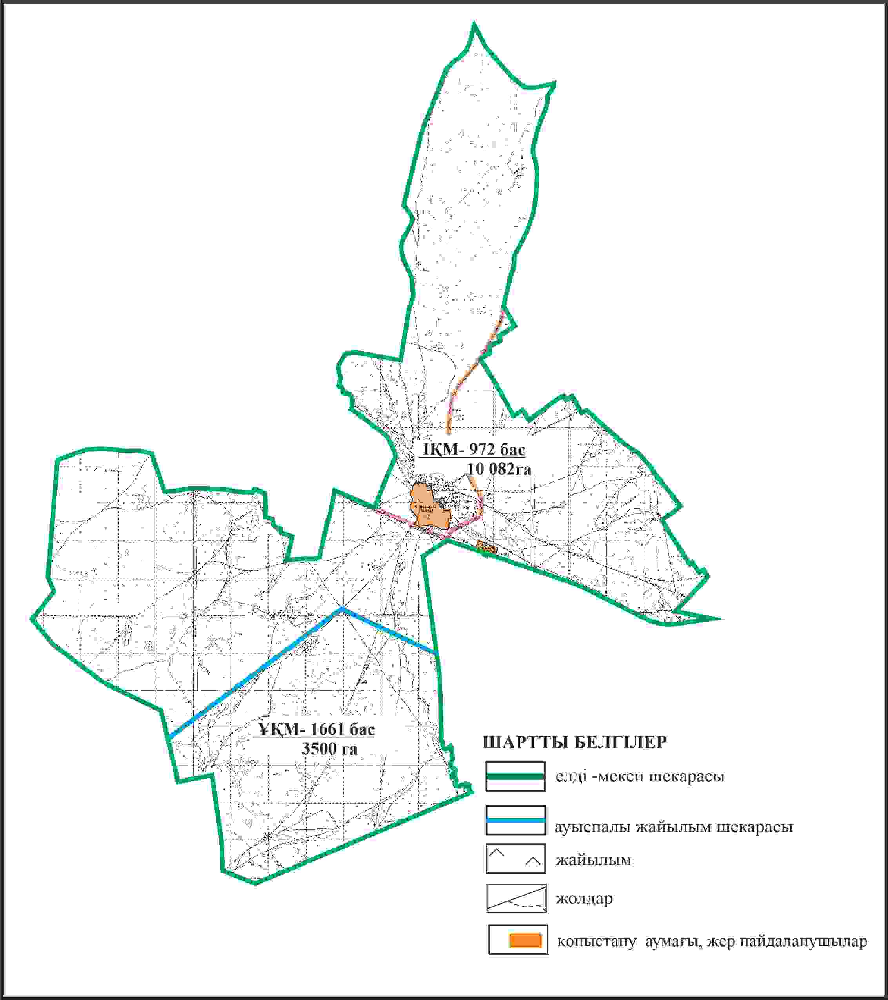 ІҚМ- 972 бас
10 082га
ҰҚМ- 1661 бас
3500 га
ШАРТТЫ БЕЛГІЛЕР
елді -мекен шекарасы
ауыспалы жайылым шекарасы
жайылым
жолдар
қоныстану аумағы, жер пайдаланушылар